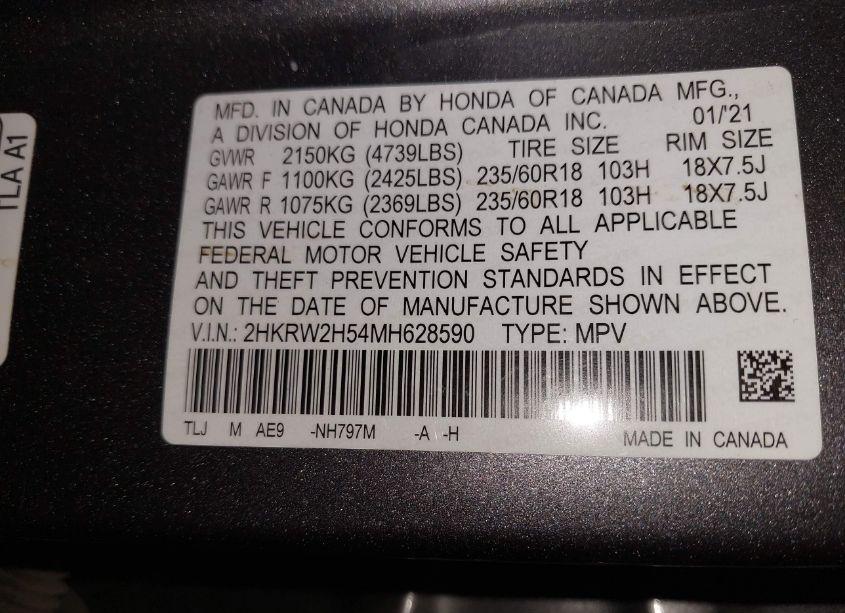 TLA A1
MFD. IN CANADA BY HONDA OF CANADA MFG.,
A DIVISION OF HONDA CANADA INC. 01/'21
GVWR 2150KG (4739LBS) TIRE SIZE RIM SIZE
GAWR F 1100KG (2425LBS) 235/60R18 103H 18X7.5J
GAWR R 1075KG (2369LBS) 235/60R18 103H 18X7.5J
THIS VEHICLE CONFORMS TO ALL APPLICABLE
FEDERAL MOTOR VEHICLE SAFETY
AND THEFT PREVENTION STANDARDS IN EFFECT
ON THE DATE OF MANUFACTURE SHOWN ABOVE.
V.I.N.: 2HKRW2H54MH628590 TYPE: MPV
TLJ M AE9 -NH797M -A -H MADE IN CANADA